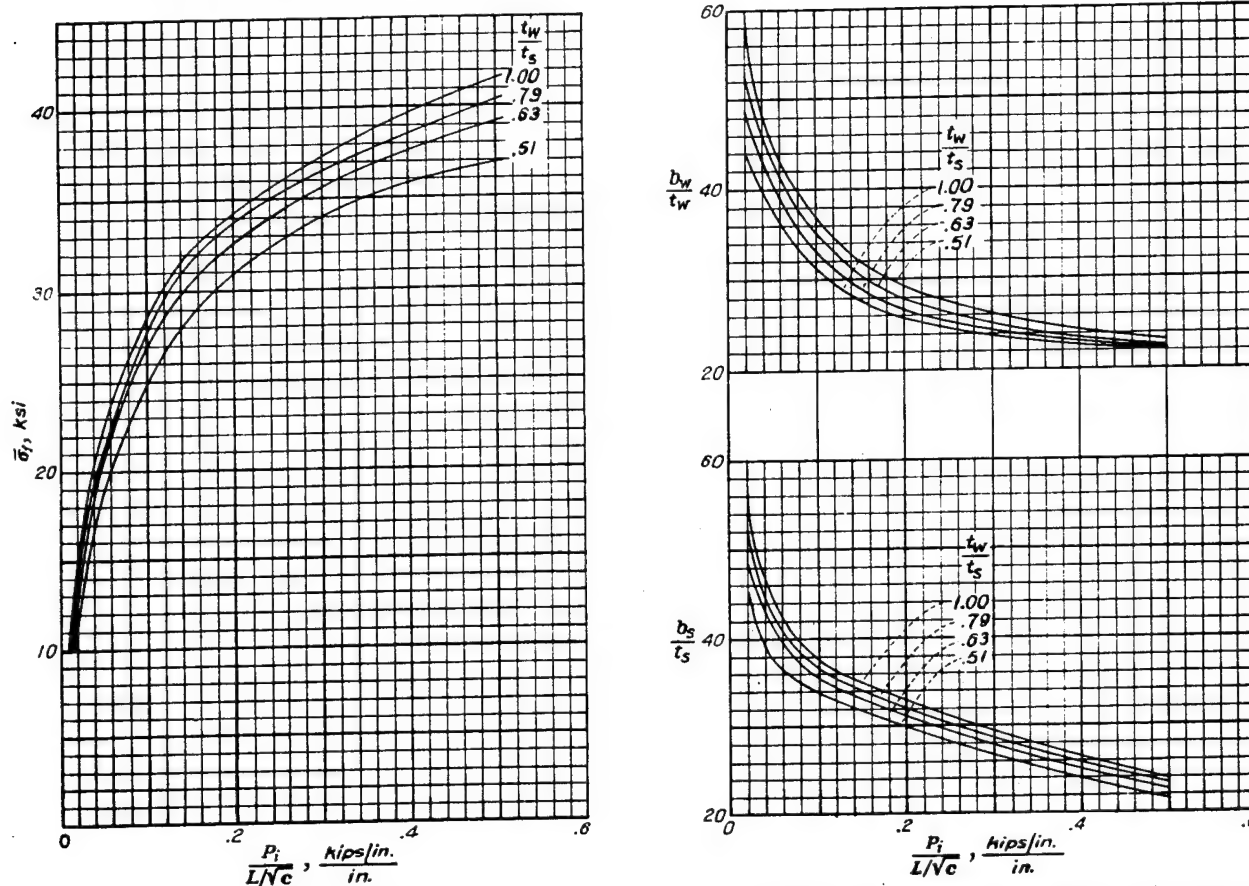 t_W
t_S
1.00
.79
.63
.51
40
30
20
10
σ̄_f, ksi
0
.2
.4
.6
P_i
L/√c
, kips/in.
in.
60
40
20
b_W
t_W
t_W
t_S
1.00
.79
.63
.51
60
40
20
b_S
t_S
t_W
t_S
1.00
.79
.63
.51
0
.2
.4
P_i
L/√c
, kips/in.
in.